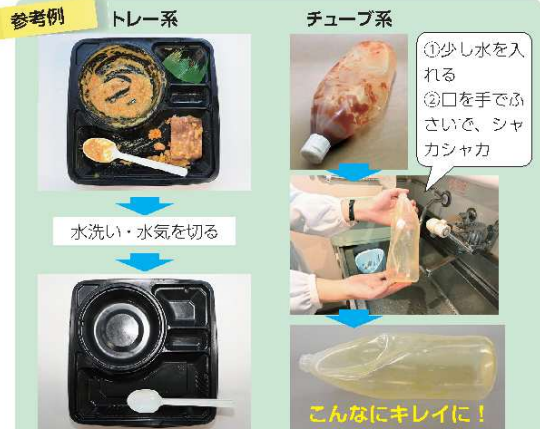 参考例
トレー系
水洗い・水気を切る
チューブ系
①少し水を入
れる
②口を手でふ
さいで、シャ
カシャカ
こんなにキレイに！